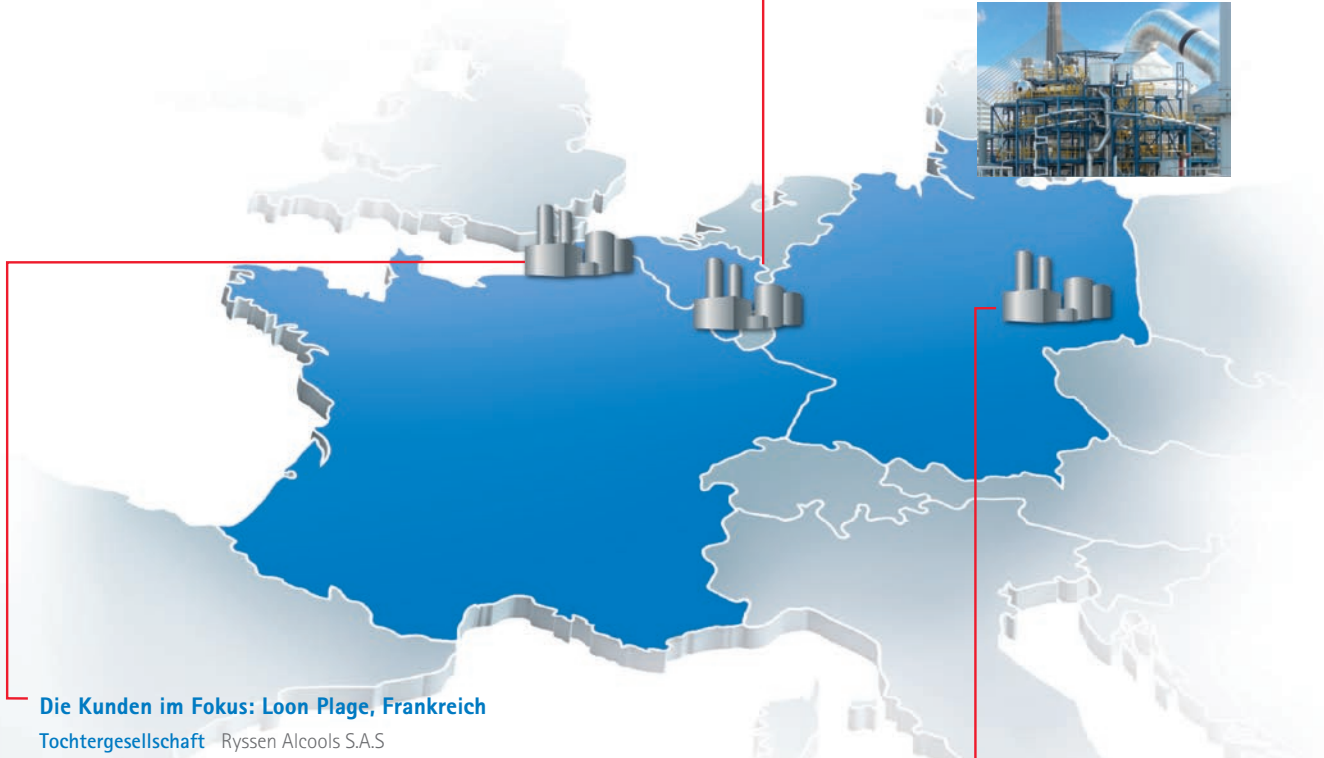 Die Kunden im Fokus: Loon Plage, Frankreich
Tochtergesellschaft Ryssen Alcools S.A.S